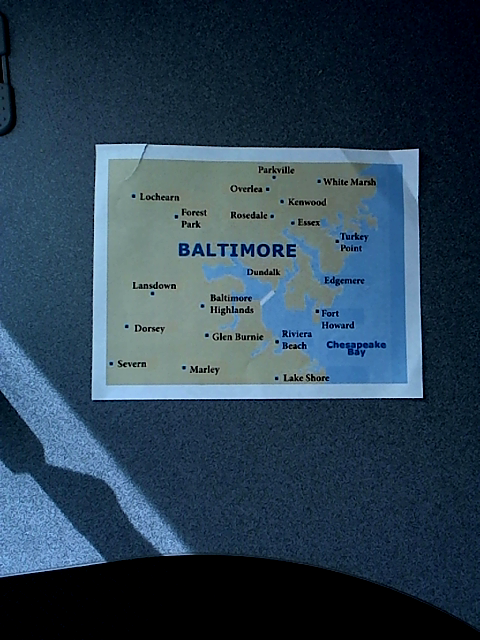 Parkville
White Marsh
Overlea
Lochearn
Kenwood
Forest
Park
Rosedale
Essex
Turkey
Point
BALTIMORE
Dundalk
Edgemere
Lansdown
Baltimore
Highlands
Fort
Howard
Dorsey
Glen Burnie
Riviera
Beach
Chesapeake
Bay
Severn
Marley
Lake Shore